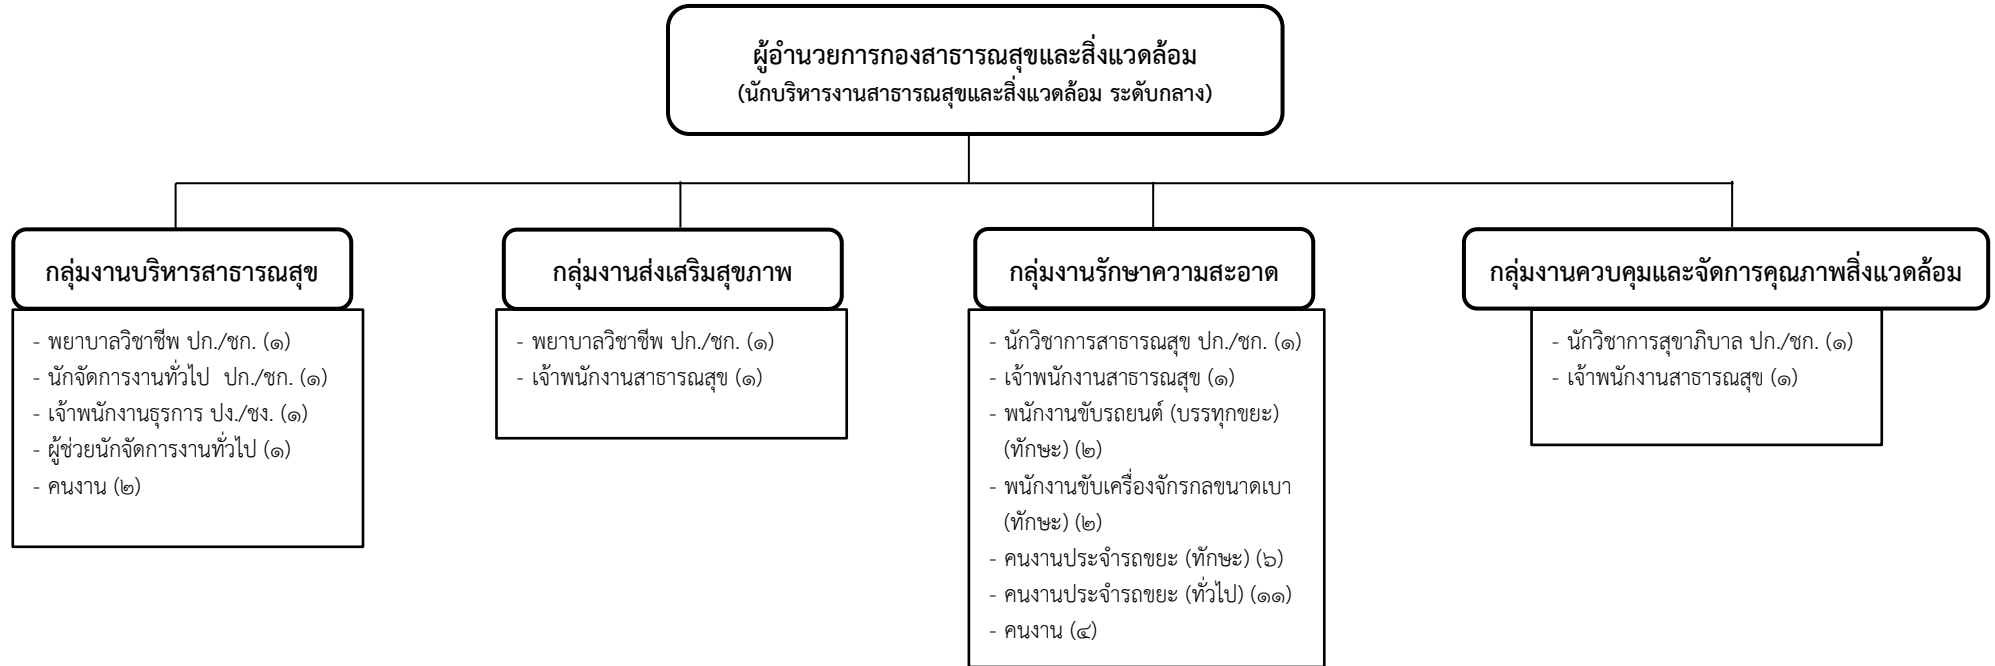 ผู้อำนวยการกองสาธารณสุขและสิ่งแวดล้อม
(นักบริหารงานสาธารณสุขและสิ่งแวดล้อม ระดับกลาง)
กลุ่มงานบริหารสาธารณสุข
- พยาบาลวิชาชีพ ปก./ชก. (๑)
- นักจัดการงานทั่วไป ปก./ชก. (๑)
- เจ้าพนักงานธุรการ ปง./ชง. (๑)
- ผู้ช่วยนักจัดการงานทั่วไป (๑)
- คนงาน (๒)
กลุ่มงานส่งเสริมสุขภาพ
- พยาบาลวิชาชีพ ปก./ชก. (๑)
- เจ้าพนักงานสาธารณสุข (๑)
กลุ่มงานรักษาความสะอาด
- นักวิชาการสาธารณสุข ปก./ชก. (๑)
- เจ้าพนักงานสาธารณสุข (๑)
- พนักงานขับรถยนต์ (บรรทุกขยะ)
(ทักษะ) (๒)
- พนักงานขับเครื่องจักรกลขนาดเบา
(ทักษะ) (๒)
- คนงานประจำรถขยะ (ทักษะ) (๖)
- คนงานประจำรถขยะ (ทั่วไป) (๑๑)
- คนงาน (๔)
กลุ่มงานควบคุมและจัดการคุณภาพสิ่งแวดล้อม
- นักวิชาการสุขาภิบาล ปก./ชก. (๑)
- เจ้าพนักงานสาธารณสุข (๑)